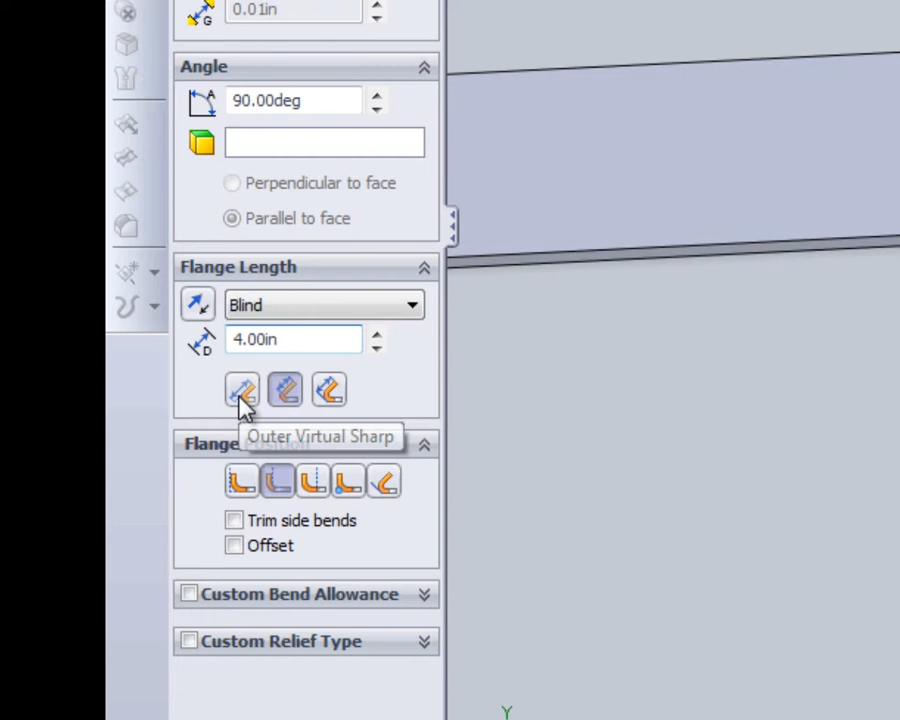 G
0.01in
Angle
A
90.00deg
Perpendicular to face
Parallel to face
Flange Length
Blind
D
4.00in
Outer Virtual Sharp
Flange
Trim side bends
Offset
Custom Bend Allowance
Custom Relief Type
Y